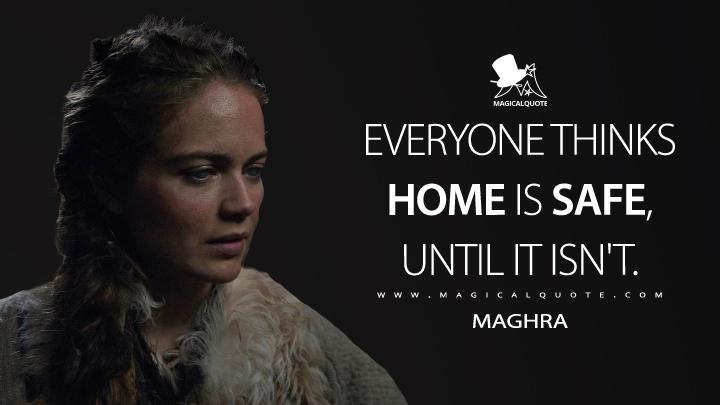 MAGICALQUOTE
EVERYONE THINKS
HOME IS SAFE,
UNTIL IT ISN'T.
WWW.MAGICALQUOTE.COM
MAGHRA